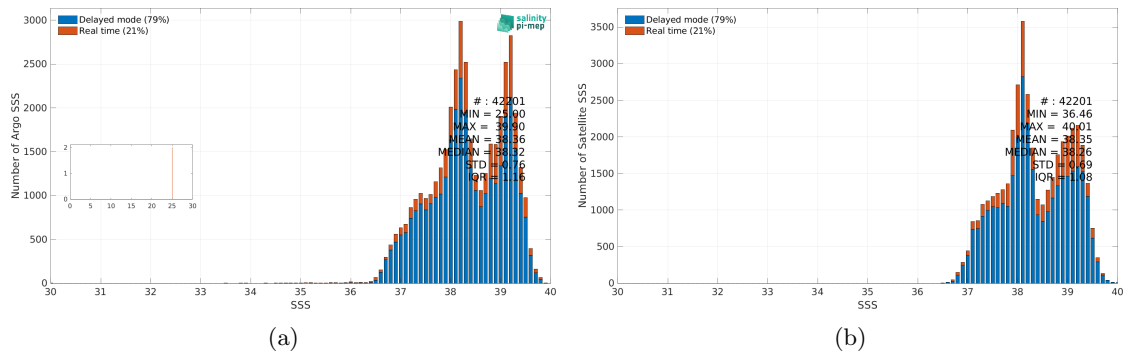 Delayed mode (79%)
Real time (21%)
salinity
pi-mep
Number of Argo SSS
3000
2500
2000
1500
1000
500
0
# : 42201
MIN = 25.00
MAX = 39.90
MEAN = 38.36
MEDIAN = 38.32
STD = 0.76
IQR = 1.16
2
1
0
0 5 10 15 20 25 30
30 31 32 33 34 35 36 37 38 39 40
SSS
(a)
Delayed mode (79%)
Real time (21%)
Number of Satellite SSS
3500
3000
2500
2000
1500
1000
500
0
# : 42201
MIN = 36.46
MAX = 40.01
MEAN = 38.35
MEDIAN = 38.26
STD = 0.69
IQR = 1.08
30 31 32 33 34 35 36 37 38 39 40
SSS
(b)